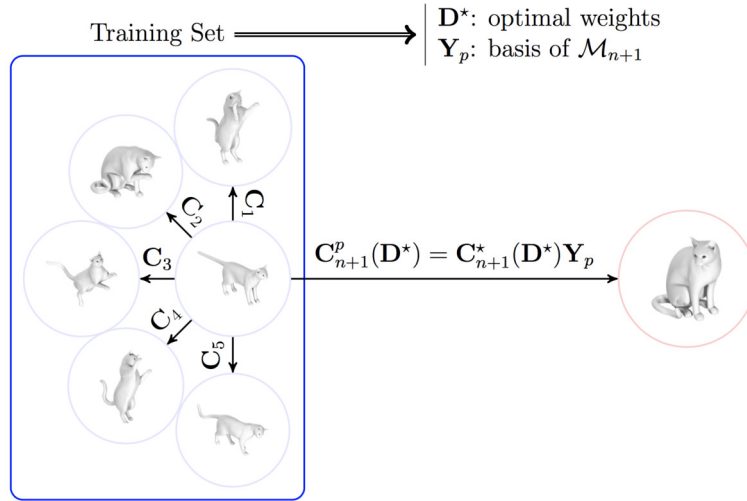 Training Set
D⋆: optimal weights
Y_p: basis of ℳ_{n+1}
C_1
C_2
C_3
C_4
C_5
C^p_{n+1}(D⋆) = C⋆_{n+1}(D⋆)Y_p